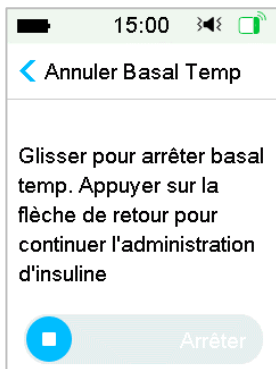 15:00
Annuler Basal Temp
Glisser pour arrêter basal
temp. Appuyer sur la
flèche de retour pour
continuer l'administration
d'insuline
Arrêter